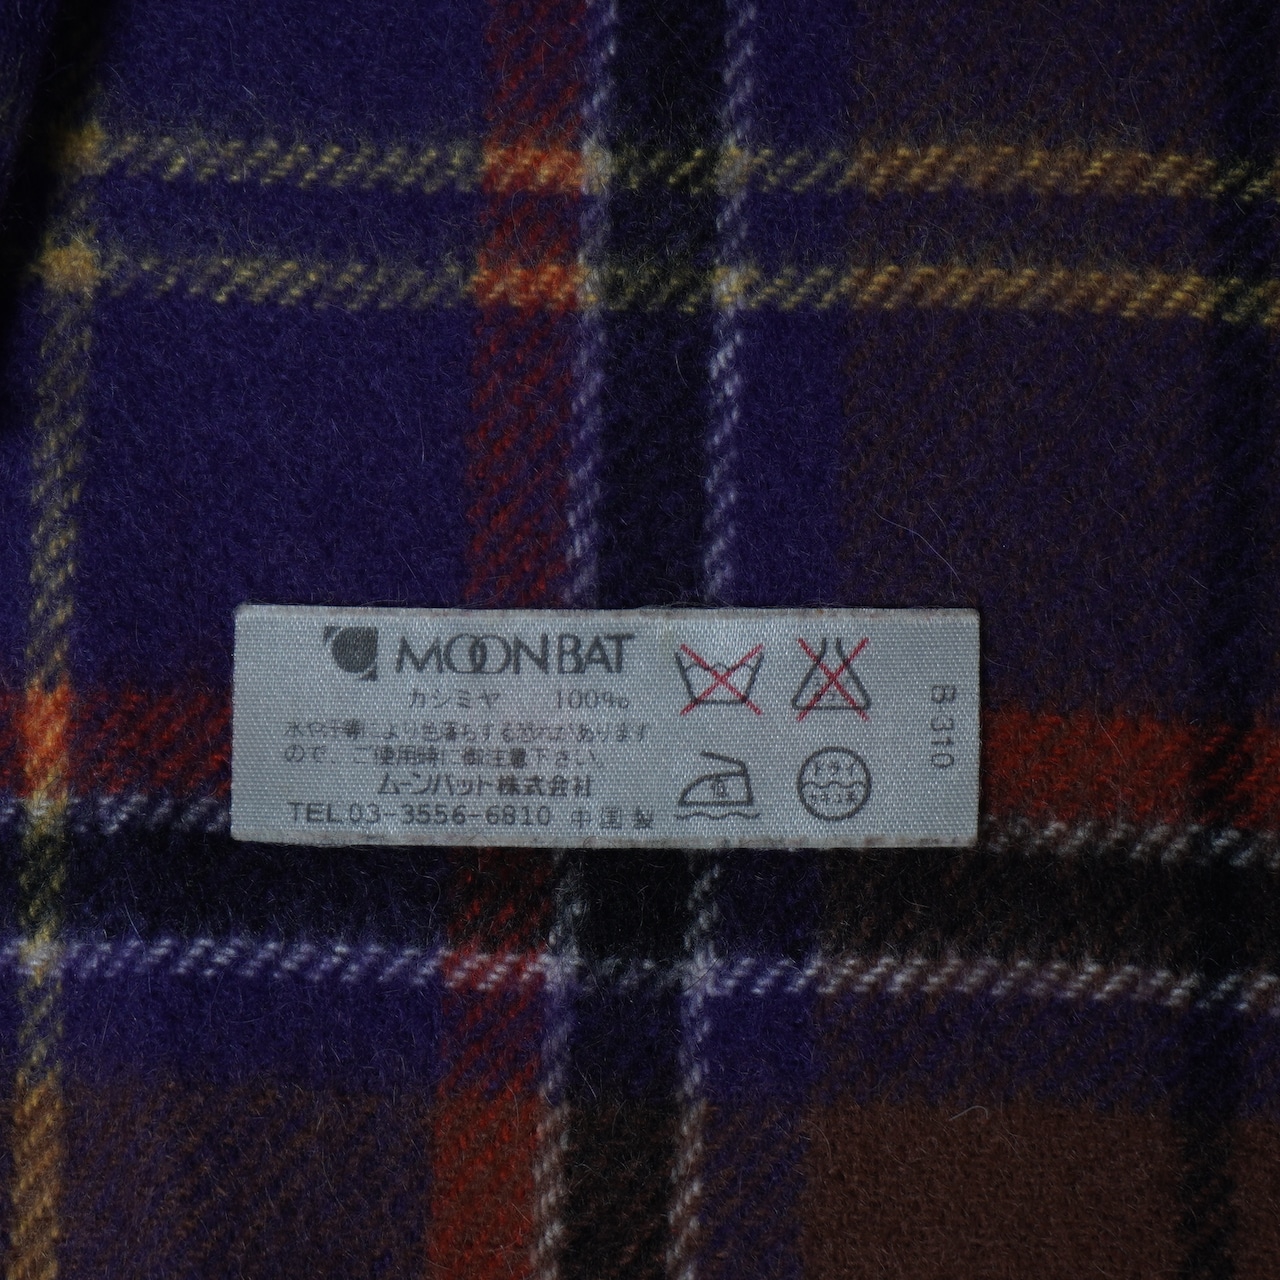 MOONBAT
カシミヤ 100%
水や汗等により色落ちする恐れがあります
ので、ご使用時に御注意下さい。
ムーンバット株式会社
TEL 03-3556-6810 中国製
B 310